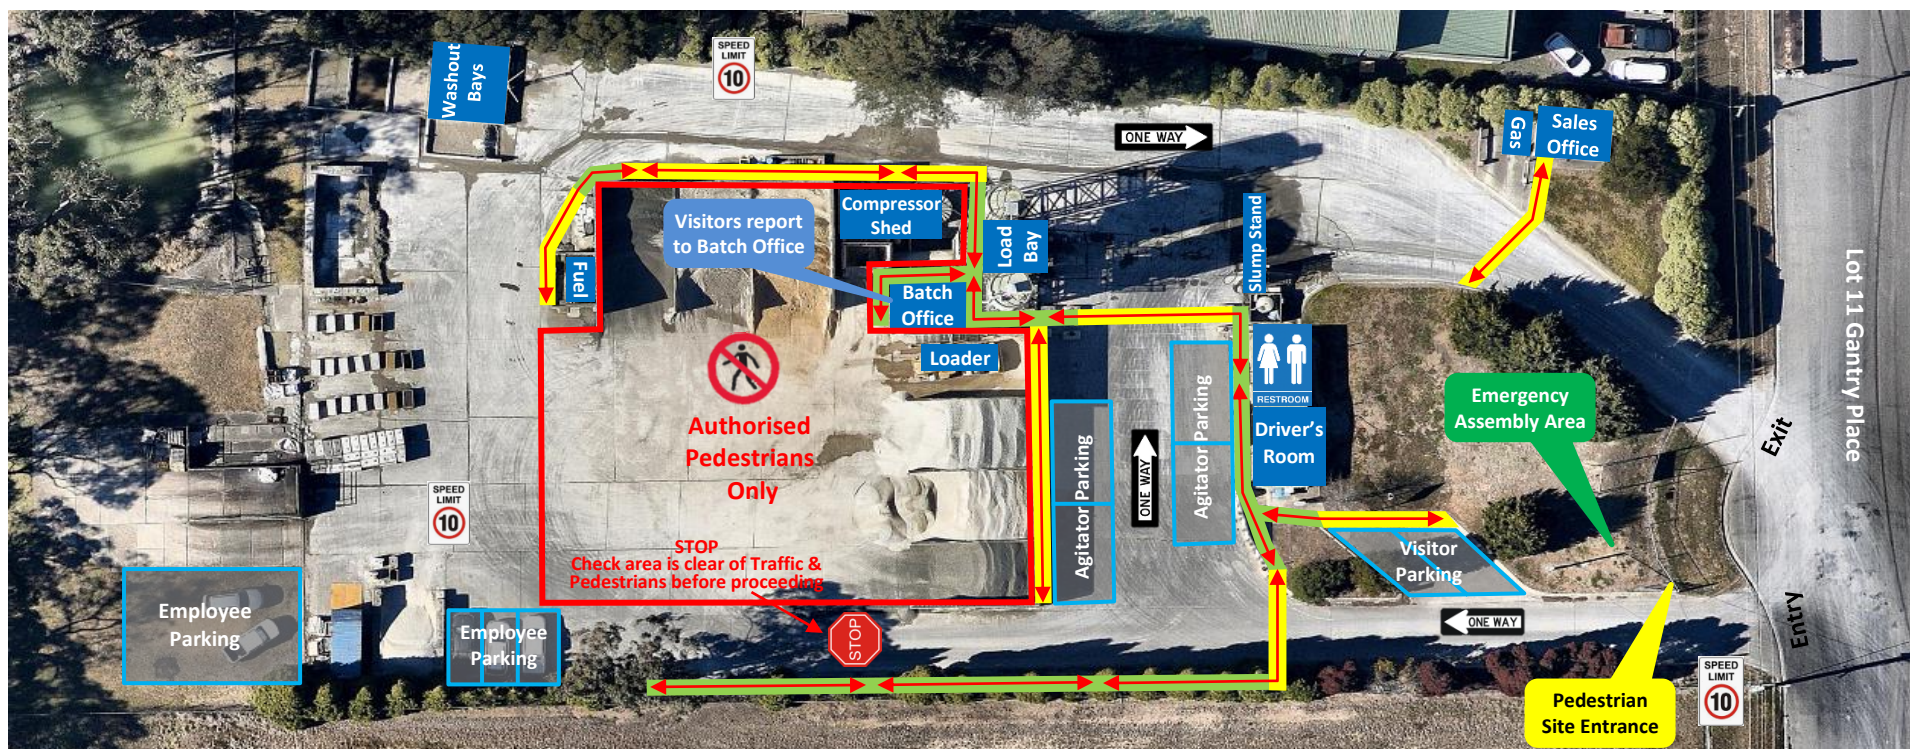 SPEED
LIMIT
10
Washout
Bays
ONE WAY
Gas
Sales
Office
Visitors report
to Batch Office
Compressor
Shed
Load
Bay
Slump Stand
Fuel
Batch
Office
Loader
RESTROOM
Driver's
Room
Authorised
Pedestrians
Only
Agitator Parking
Agitator Parking
ONE WAY
Emergency
Assembly Area
Exit
Lot 11 Gantry Place
SPEED
LIMIT
10
STOP
Check area is clear of Traffic &
Pedestrians before proceeding
STOP
Visitor
Parking
Employee
Parking
Employee
Parking
ONE WAY
Entry
Pedestrian
Site Entrance
SPEED
LIMIT
10